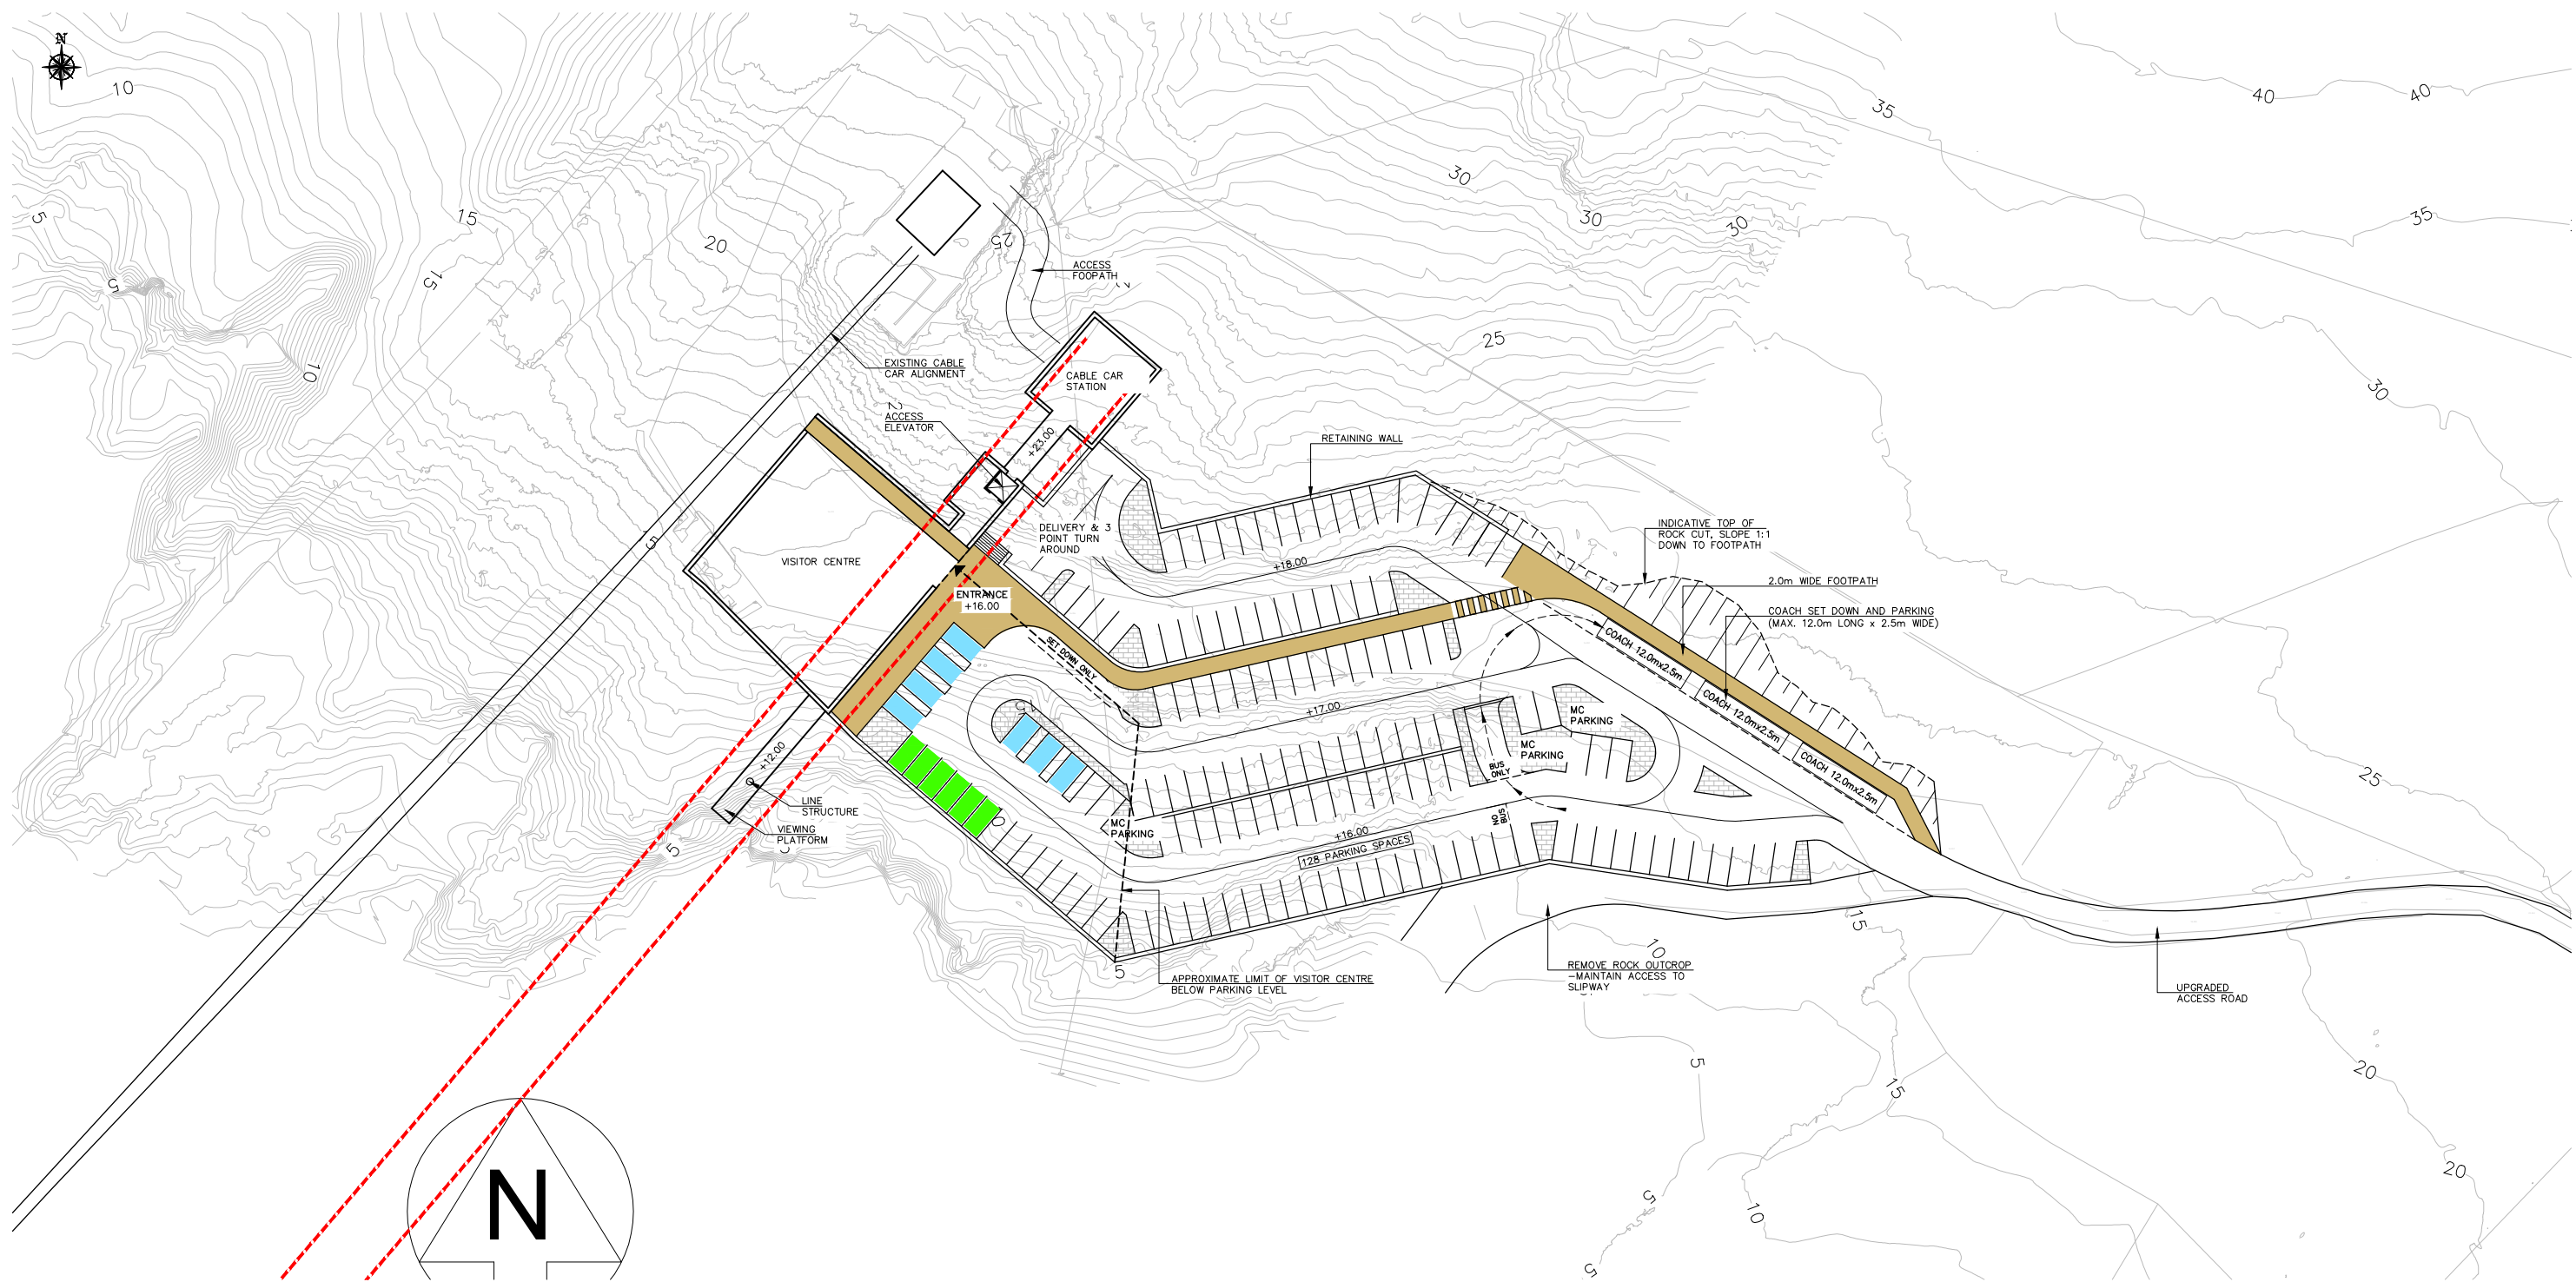 N
10
40
40
35
5
15
30
30
30
35
20
25
15
5
ACCESS
FOOPATH
25
10
EXISTING CABLE
CAR ALIGNMENT
CABLE CAR
STATION
30
ACCESS
ELEVATOR
+23.00
RETAINING WALL
5
DELIVERY & 3
POINT TURN
AROUND
INDICATIVE TOP OF
ROCK CUT, SLOPE 1:1
DOWN TO FOOTPATH
VISITOR CENTRE
+18.00
2.0m WIDE FOOTPATH
ENTRANCE
+16.00
COACH SET DOWN AND PARKING
(MAX. 12.0m LONG x 2.5m WIDE)
SET DOWN ONLY
COACH 12.0mx2.5m
COACH 12.0mx2.5m
COACH 12.0mx2.5m
+17.00
MC
PARKING
MC
PARKING
BUS
ONLY
+12.00
25
LINE
STRUCTURE
VIEWING
PLATFORM
5
MC
PARKING
+16.00
NO
BUS
128 PARKING SPACES
15
10
5
APPROXIMATE LIMIT OF VISITOR CENTRE
BELOW PARKING LEVEL
REMOVE ROCK OUTCROP
-MAINTAIN ACCESS TO
SLIPWAY
UPGRADED
ACCESS ROAD
5
15
20
20
N
5
10
5